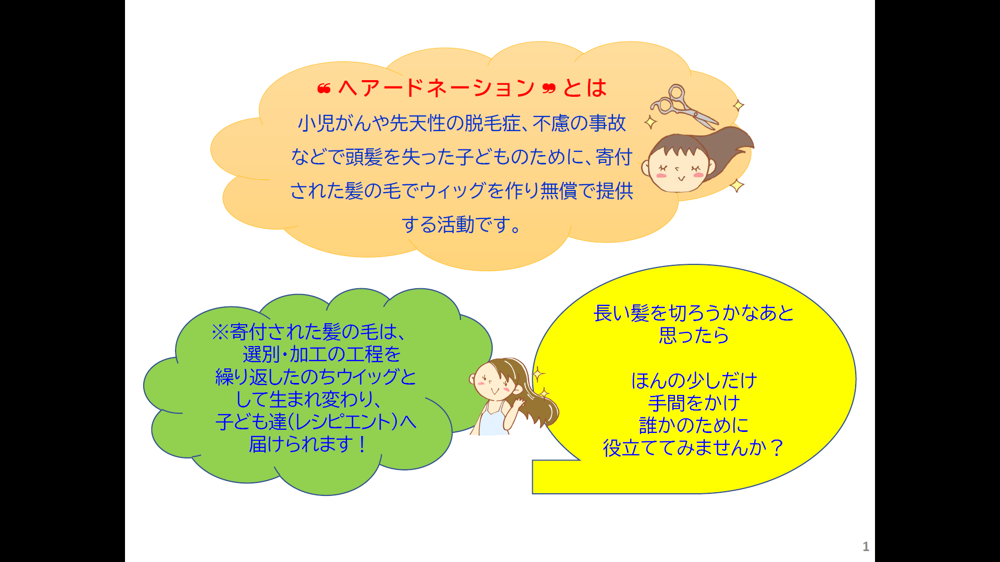 ❝ ヘアードネーション ❞ とは
小児がんや先天性の脱毛症、不慮の事故
などで頭髪を失った子どものために、寄付
された髪の毛でウィッグを作り無償で提供
する活動です。
※寄付された髪の毛は、
選別・加工の工程を
繰り返したのちウイッグと
して生まれ変わり、
子ども達(レシピエント)へ
届けられます！
長い髪を切ろうかなあと
思ったら
ほんの少しだけ
手間をかけ
誰かのために
役立ててみませんか？
1